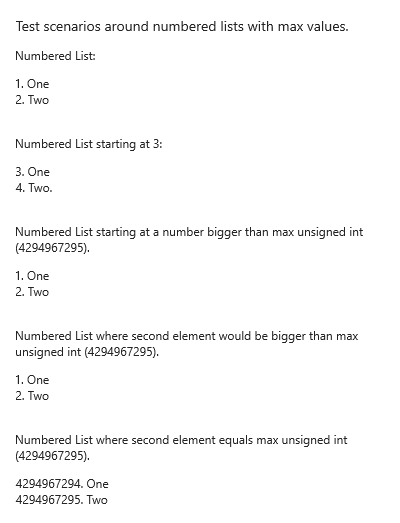 Test scenarios around numbered lists with max values.
Numbered List:
1. One
2. Two
Numbered List starting at 3:
3. One
4. Two.
Numbered List starting at a number bigger than max unsigned int
(4294967295).
1. One
2. Two
Numbered List where second element would be bigger than max
unsigned int (4294967295).
1. One
2. Two
Numbered List where second element equals max unsigned int
(4294967295).
4294967294. One
4294967295. Two